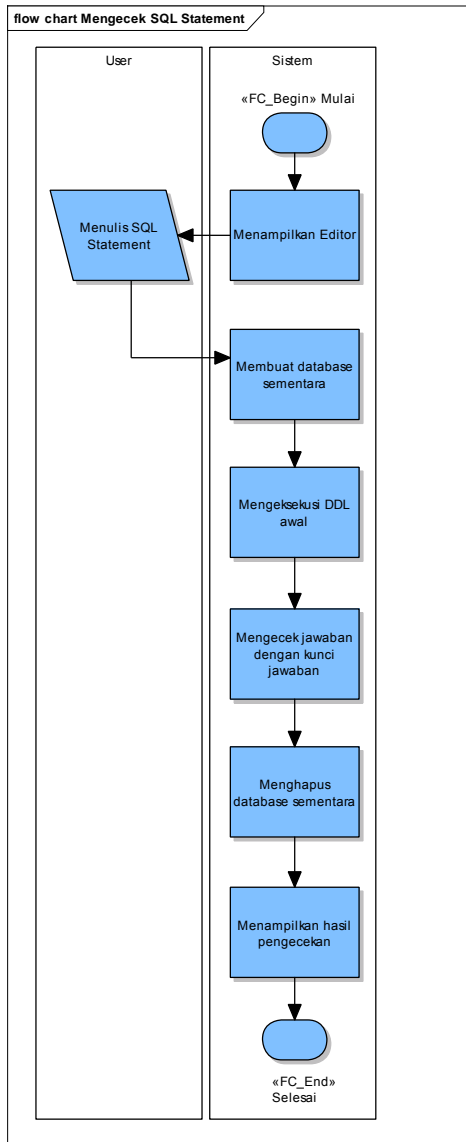 flow chart Mengecek SQL Statement
User
Sistem
«FC_Begin» Mulai
Menampilkan Editor
Menulis SQL
Statement
Membuat database
sementara
Mengeksekusi DDL
awal
Mengecek jawaban
dengan kunci
jawaban
Menghapus
database sementara
Menampilkan hasil
pengecekan
«FC_End»
Selesai